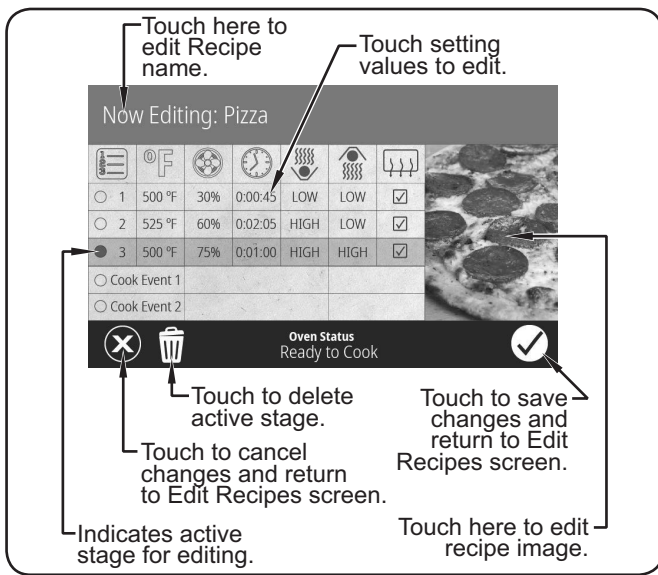 Touch here to
edit Recipe
name.
Touch setting
values to edit.
Now Editing: Pizza
°F
1 500 °F 30% 0:00:45 LOW LOW
2 525 °F 60% 0:02:05 HIGH LOW
3 500 °F 75% 0:01:00 HIGH HIGH
Cook Event 1
Cook Event 2
Oven Status
Ready to Cook
Touch to delete
active stage.
Touch to cancel
changes and return
to Edit Recipes screen.
Indicates active
stage for editing.
Touch to save
changes and
return to Edit
Recipes screen.
Touch here to edit
recipe image.